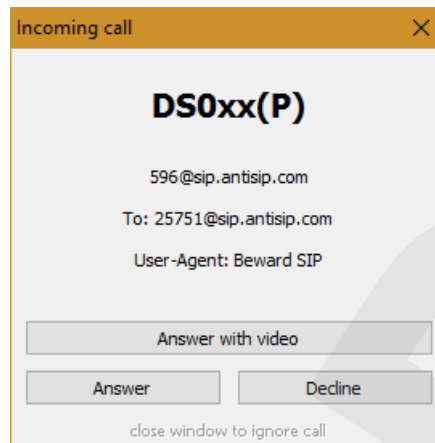 Incoming call
DS0xx(P)
596@sip.antisip.com
To: 25751@sip.antisip.com
User-Agent: Beward SIP
Answer with video
Answer
Decline
close window to ignore call